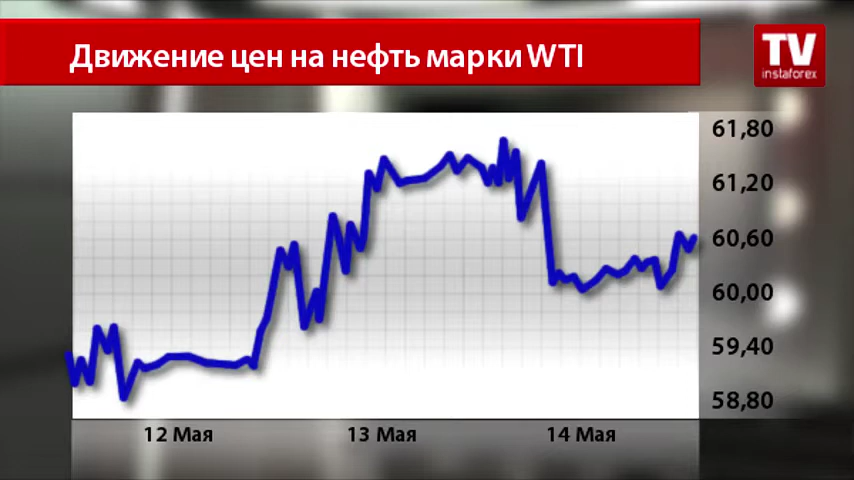 Движение цен на нефть марки WTI
TV
instaforex
61,80
61,20
60,60
60,00
59,40
58,80
12 Мая
13 Мая
14 Мая